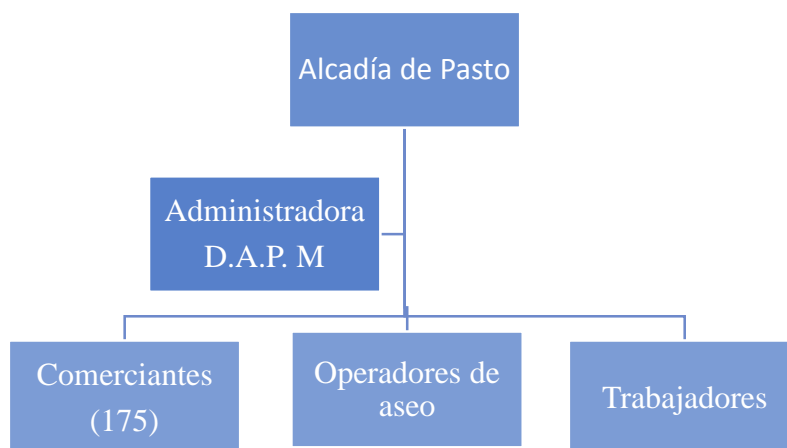 Alcadía de Pasto
Administradora
D.A.P. M
Comerciantes
(175)
Operadores de
aseo
Trabajadores